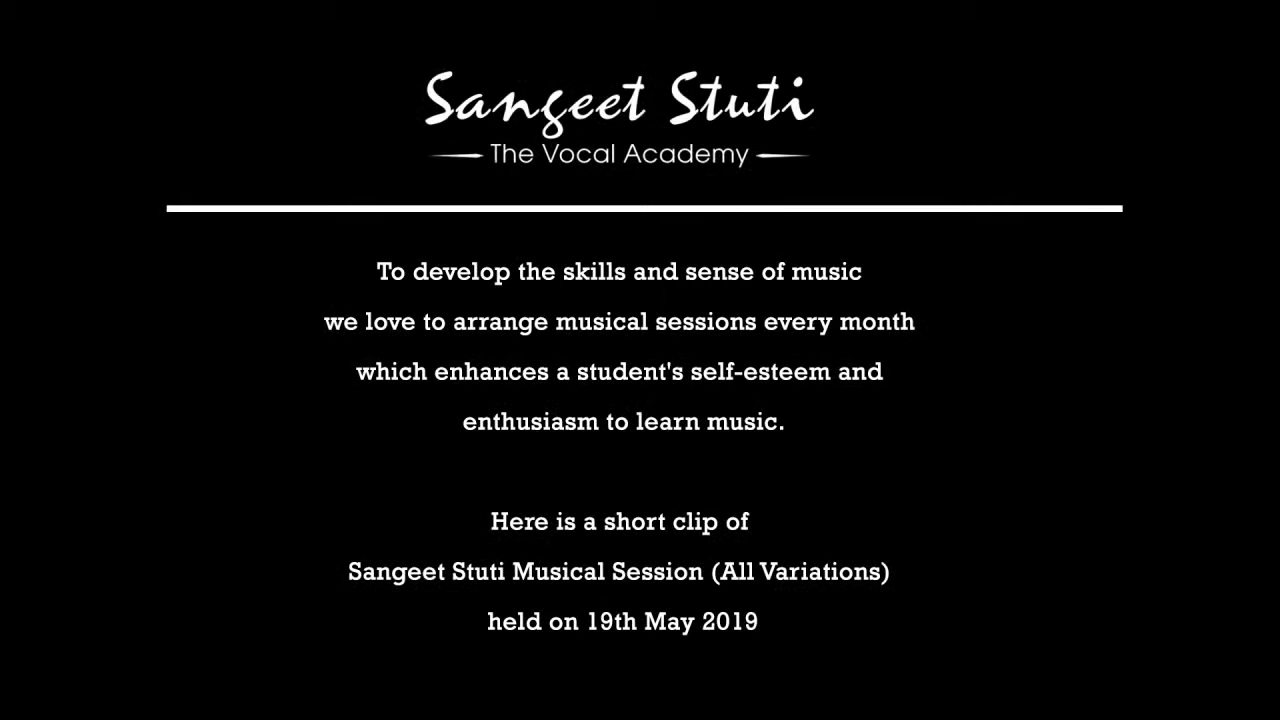 Sangeet Stuti
The Vocal Academy
To develop the skills and sense of music
we love to arrange musical sessions every month
which enhances a student's self-esteem and
enthusiasm to learn music.
Here is a short clip of
Sangeet Stuti Musical Session (All Variations)
held on 19th May 2019